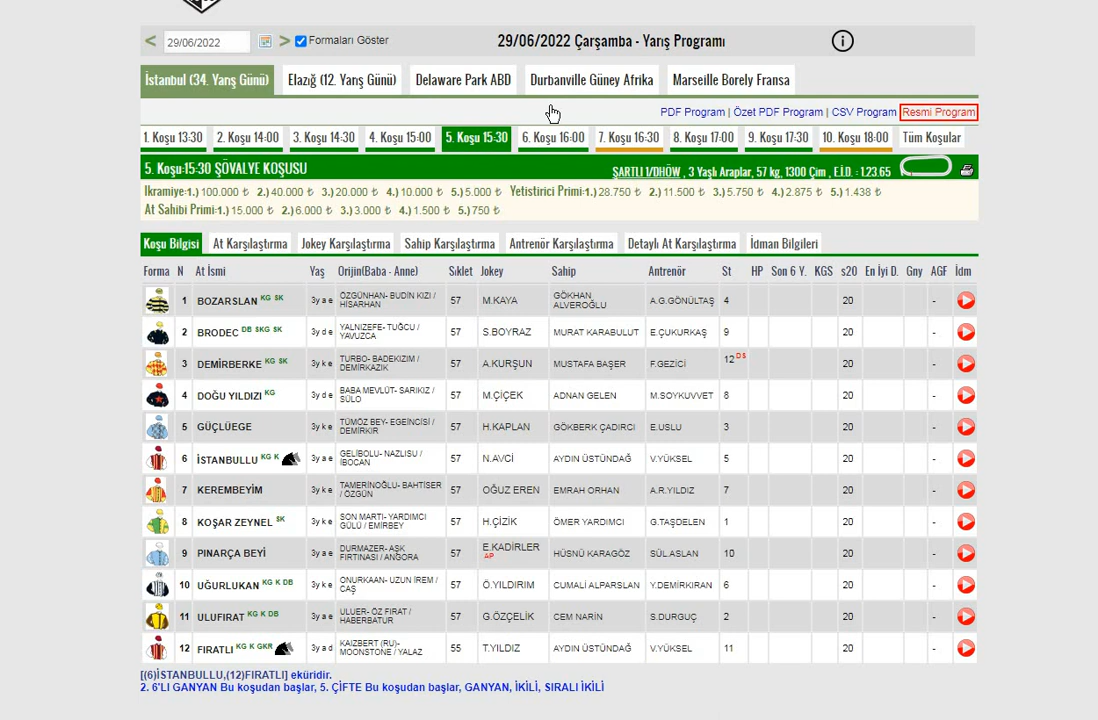 29/06/2022 Formaları Göster 29/06/2022 Çarşamba - Yarış Programı
İstanbul (34. Yarış Günü) Elazığ (12. Yarış Günü) Delaware Park ABD Durbanville Güney Afrika Marseille Borely Fransa
PDF Program | Özet PDF Program | CSV Program Resmi Program
1. Koşu 13:30 2. Koşu 14:00 3. Koşu 14:30 4. Koşu 15:00 5. Koşu 15:30 6. Koşu 16:00 7. Koşu 16:30 8. Koşu 17:00 9. Koşu 17:30 10. Koşu 18:00 Tüm Koşular
5. Koşu:15:30 ŞÖVALYE KOŞUSU ŞARTLI 1/DHÖW , 3 Yaşlı Araplar, 57 kg, 1300 Çim , E.İ.D. : 1.23.65
İkramiye:1.) 100.000 ₺ 2.) 40.000 ₺ 3.) 20.000 ₺ 4.) 10.000 ₺ 5.) 5.000 ₺ Yetistirici Primi:1.) 28.750 ₺ 2.) 11.500 ₺ 3.) 5.750 ₺ 4.) 2.875 ₺ 5.) 1.438 ₺
At Sahibi Primi:1.) 15.000 ₺ 2.) 6.000 ₺ 3.) 3.000 ₺ 4.) 1.500 ₺ 5.) 750 ₺
Koşu Bilgisi At Karşılaştırma Jokey Karşılaştırma Sahip Karşılaştırma Antrenör Karşılaştırma Detaylı At Karşılaştırma İdman Bilgileri
Forma N At İsmi Yaş Orijin(Baba - Anne) Sıklet Jokey Sahip Antrenör St HP Son 6 Y. KGS s20 En İyi D. Gny AGF İdm
1 BOZARSLAN KG SK 3y a e ÖZGÜNHAN- BUDİN KIZI / HİSARHAN 57 M.KAYA GÖKHAN ALVEROĞLU A.G.GÖNÜLTAŞ 4 20 -
2 BRODEC DB SKG SK 3y d e YALNIZEFE- TUĞCU / YAVUZCA 57 S.BOYRAZ MURAT KARABULUT E.ÇUKURKAŞ 9 20 -
3 DEMİRBERKE KG SK 3y k e TURBO- BADEKIZIM / DEMİRKAZIK 57 A.KURŞUN MUSTAFA BAŞER F.GEZİCİ 12 DS 20 -
4 DOĞU YILDIZI KG 3y d e BABA MEVLÜT- SARIKIZ / SÜLO 57 M.ÇİÇEK ADNAN GELEN M.SOYKUVVET 8 20 -
5 GÜÇLÜEGE 3y k e TÜMÖZ BEY- EGEİNCİSİ / DEMİRKIR 57 H.KAPLAN GÖKBERK ÇADIRCI E.USLU 3 20 -
6 İSTANBULLU KG K 3y a e GELİBOLU- NAZLISU / İBOCAN 57 N.AVCİ AYDIN ÜSTÜNDAĞ V.YÜKSEL 5 20 -
7 KEREMBEYİM 3y k e TAMERİNOĞLU- BAHTİSER / ÖZGÜN 57 OĞUZ EREN EMRAH ORHAN A.R.YILDIZ 7 20 -
8 KOŞAR ZEYNEL SK 3y k e SON MARTI- YARDIMCI GÜLÜ / EMİRBEY 57 H.ÇİZİK ÖMER YARDIMCI G.TAŞDELEN 1 20 -
9 PINARÇA BEYİ 3y a e DURMAZER- AŞK FIRTINASI / ANGORA 57 E.KADİRLER AP HÜSNÜ KARAGÖZ SÜL.ASLAN 10 20 -
10 UĞURLUKAN KG K DB 3y k e ONURKAAN- UZUN İREM / CAŞ 57 Ö.YILDIRIM CUMALİ ALPARSLAN Y.DEMİRKIRAN 6 20 -
11 ULUFIRAT KG K DB 3y a e ULUER- ÖZ FIRAT / HABERBATUR 57 G.ÖZÇELİK CEM NARİN S.DURGUÇ 2 20 -
12 FIRATLI KG K GKR 3y a d KAIZBERT (RU)- MOONSTONE / YALAZ 55 T.YILDIZ AYDIN ÜSTÜNDAĞ V.YÜKSEL 11 20 -
[(6)İSTANBULLU,(12)FIRATLI] eküridir.
2. 6'LI GANYAN Bu koşudan başlar, 5. ÇİFTE Bu koşudan başlar, GANYAN, İKİLİ, SIRALI İKİLİ